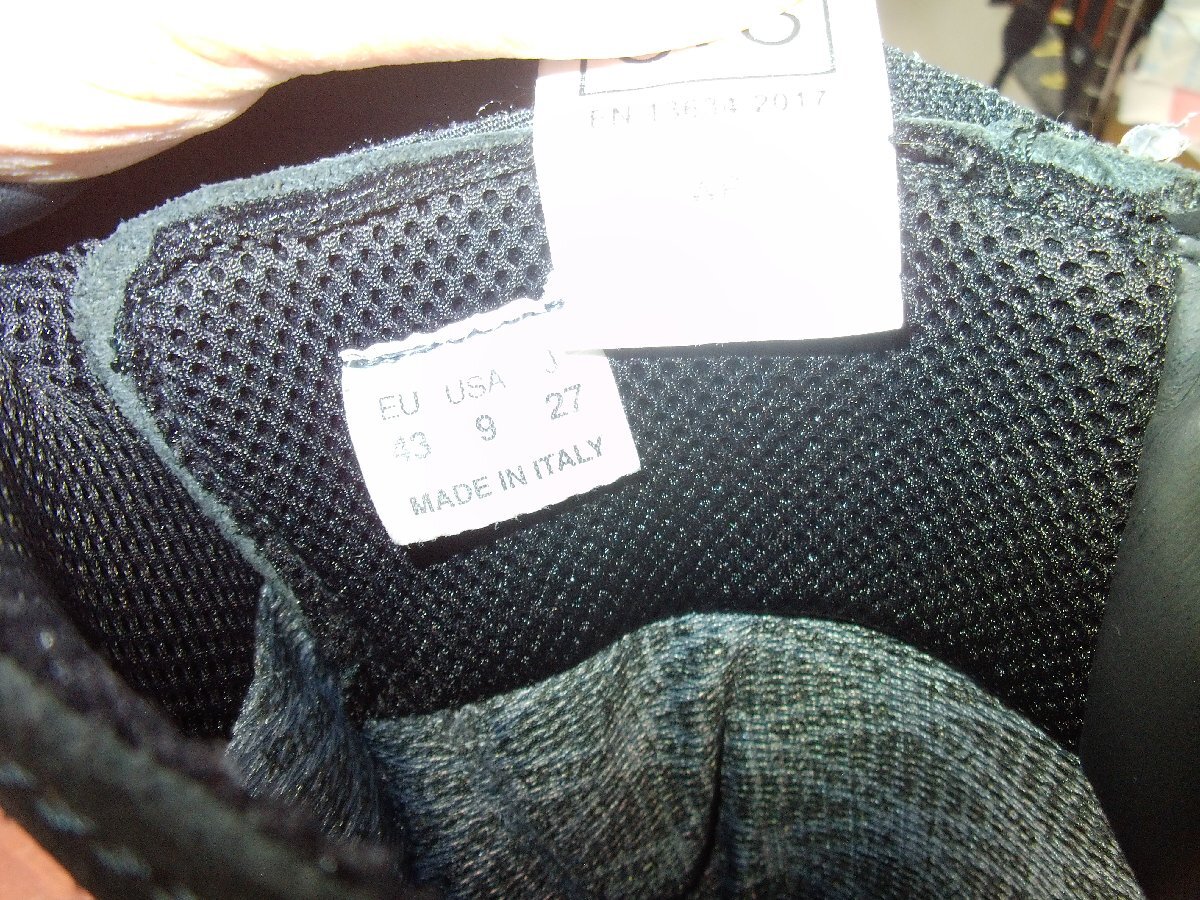 EN 13634 2017
EU USA J
43 9 27
MADE IN ITALY